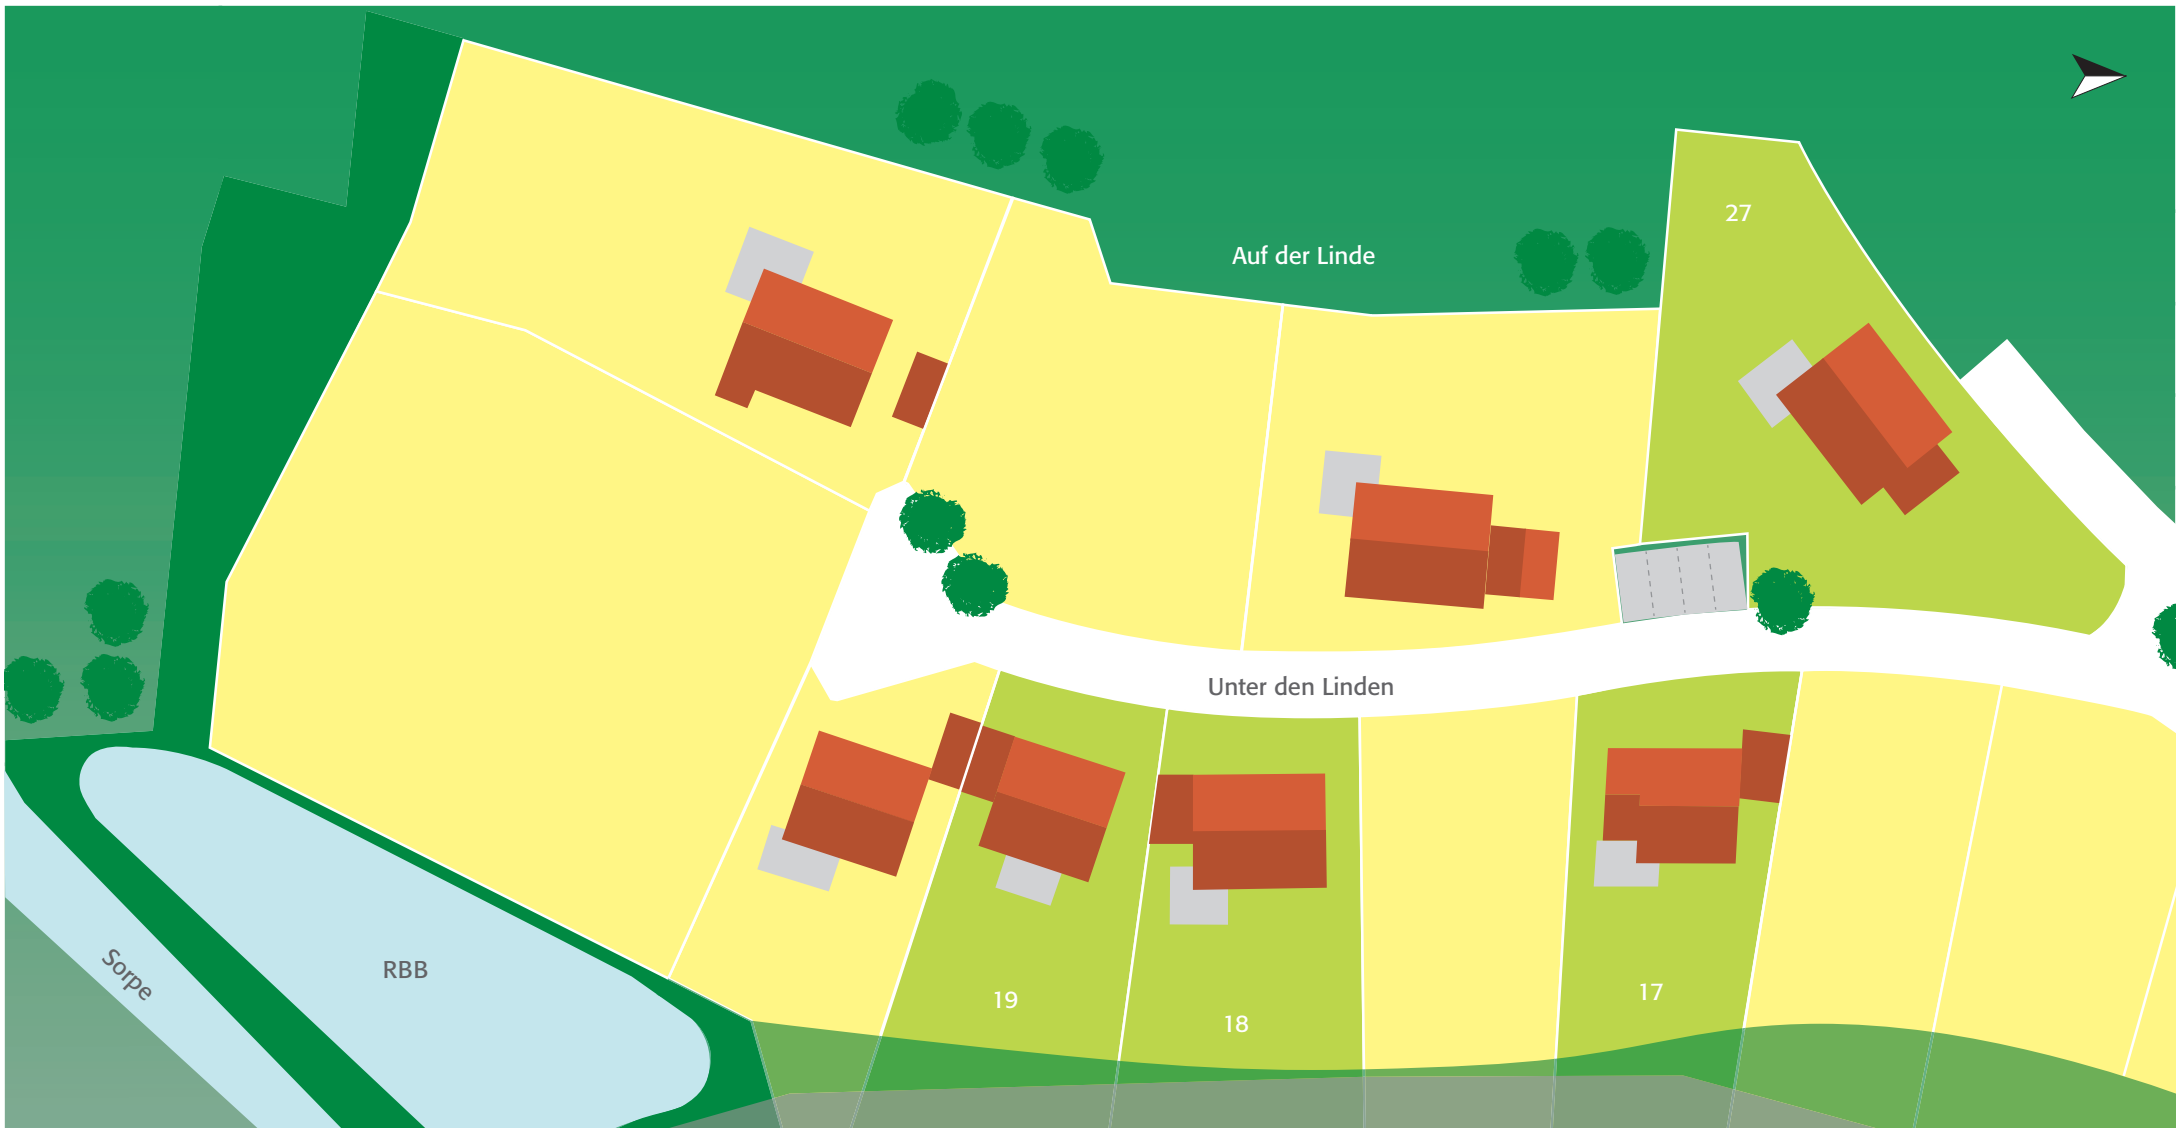 27
Auf der Linde
Unter den Linden
Sorpe
RBB
19
18
17